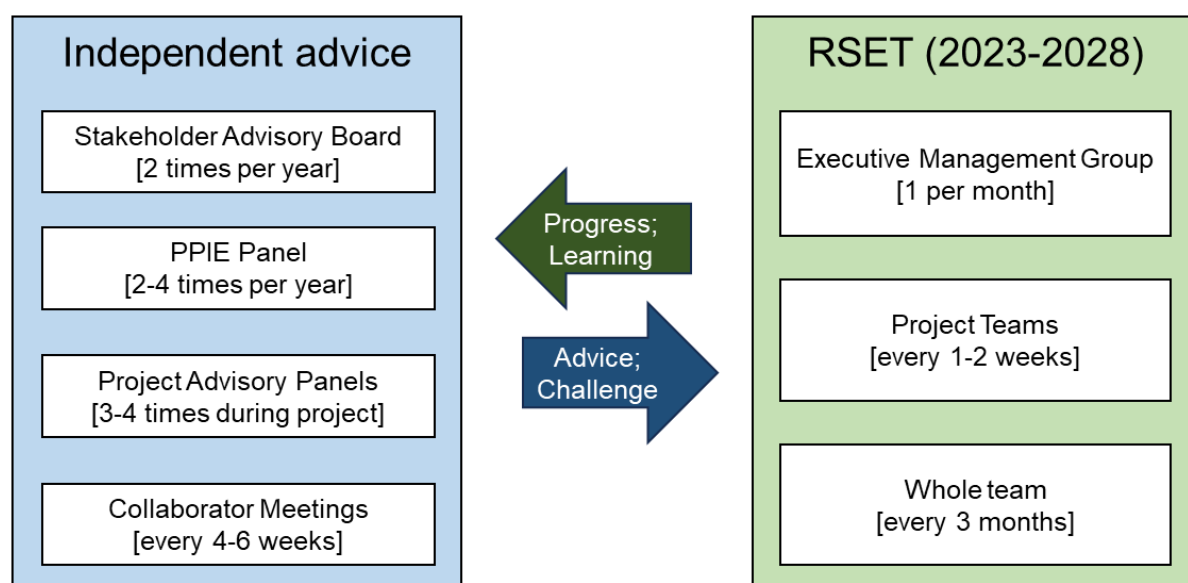 Independent advice
Stakeholder Advisory Board
[2 times per year]
PPIE Panel
[2-4 times per year]
Project Advisory Panels
[3-4 times during project]
Collaborator Meetings
[every 4-6 weeks]
Progress;
Learning
Advice;
Challenge
RSET (2023-2028)
Executive Management Group
[1 per month]
Project Teams
[every 1-2 weeks]
Whole team
[every 3 months]